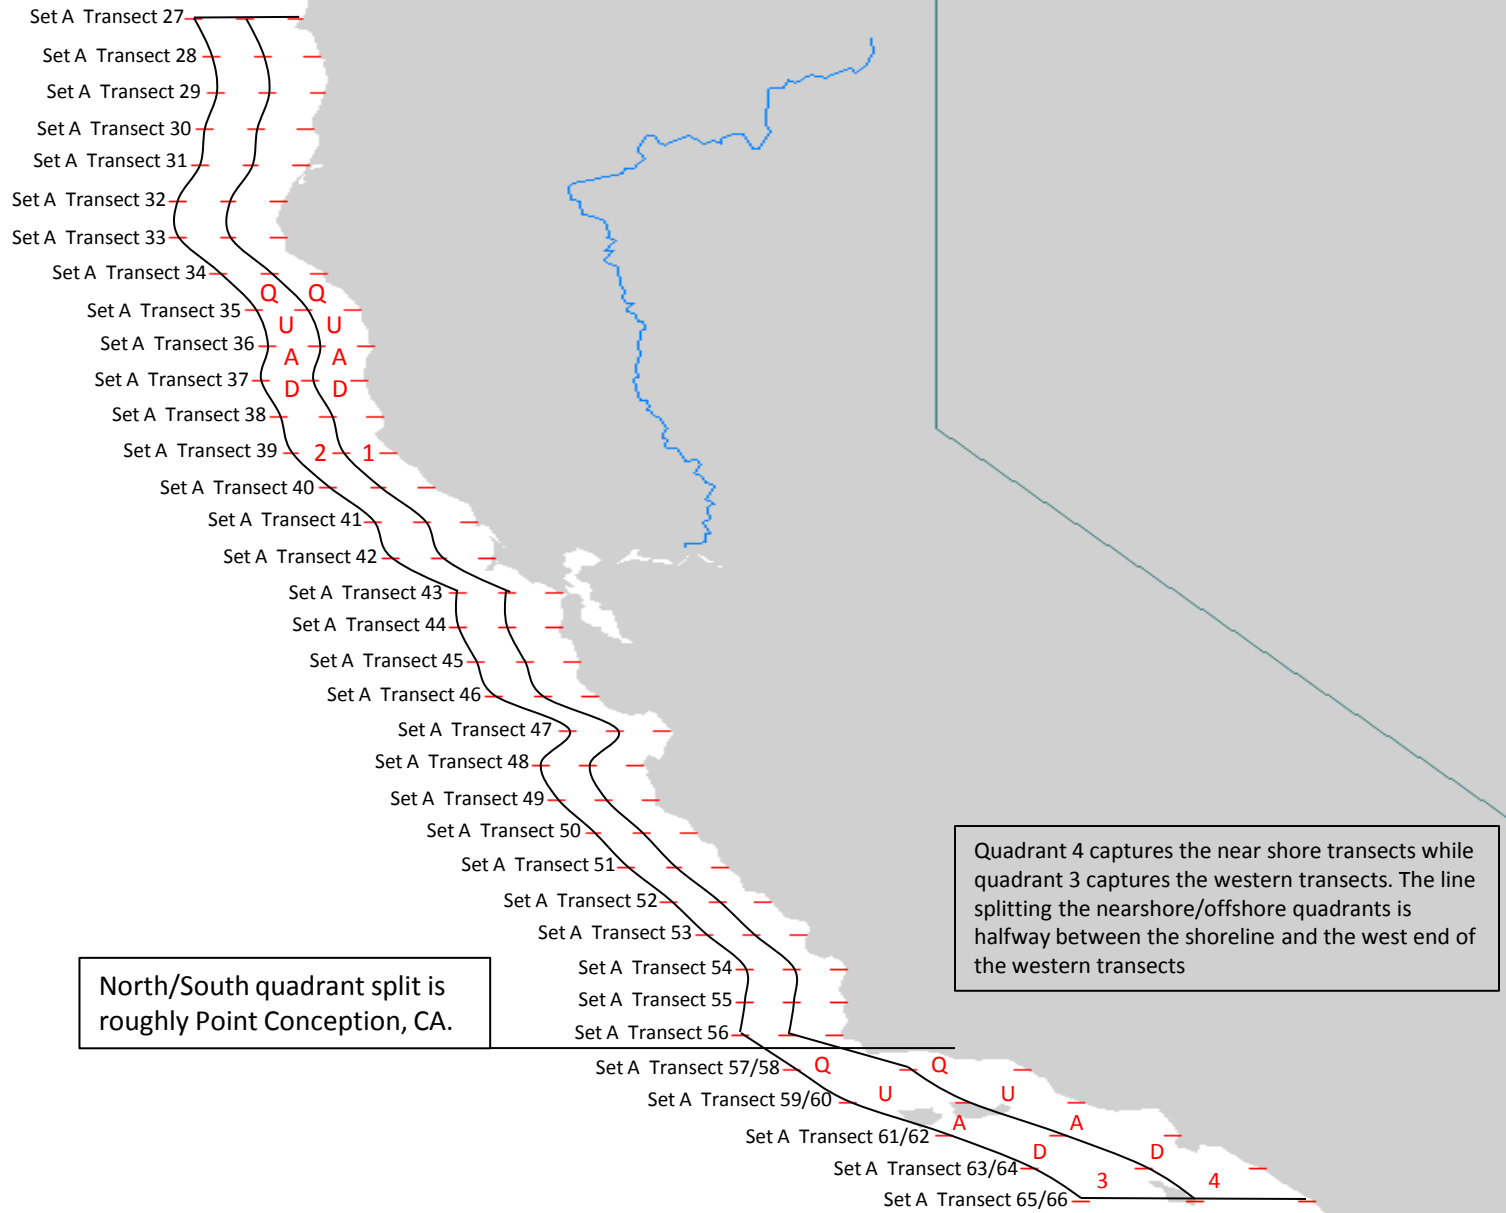 Set A Transect 27
Set A Transect 28
Set A Transect 29
Set A Transect 30
Set A Transect 31
Set A Transect 32
Set A Transect 33
Set A Transect 34
Set A Transect 35
Set A Transect 36
Set A Transect 37
Set A Transect 38
Set A Transect 39
Set A Transect 40
Set A Transect 41
Set A Transect 42
Set A Transect 43
Set A Transect 44
Set A Transect 45
Set A Transect 46
Set A Transect 47
Set A Transect 48
Set A Transect 49
Set A Transect 50
Set A Transect 51
Set A Transect 52
Set A Transect 53
Set A Transect 54
Set A Transect 55
Set A Transect 56
Set A Transect 57/58
Set A Transect 59/60
Set A Transect 61/62
Set A Transect 63/64
Set A Transect 65/66
QUAD 2
QUAD 1
QUAD 3
QUAD 4
Quadrant 4 captures the near shore transects while
quadrant 3 captures the western transects. The line
splitting the nearshore/offshore quadrants is
halfway between the shoreline and the west end of
the western transects
North/South quadrant split is
roughly Point Conception, CA.